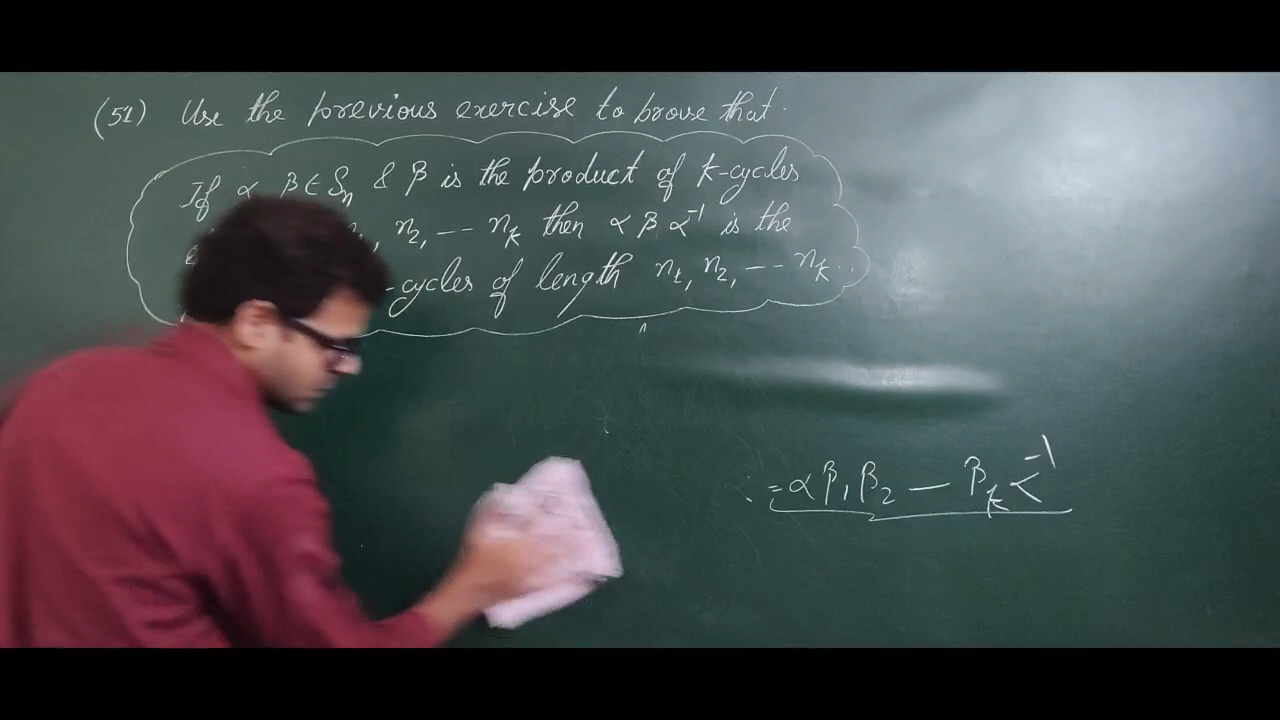 (51) Use the previous exercise to prove that.
If α β ∈ Sₙ & β is the product of k-cycles
n₂, --- nₖ then α β α⁻¹ is the
-cycles of length n₁, n₂, --- nₖ..
:= α β₁ β₂ — βₖ α⁻¹